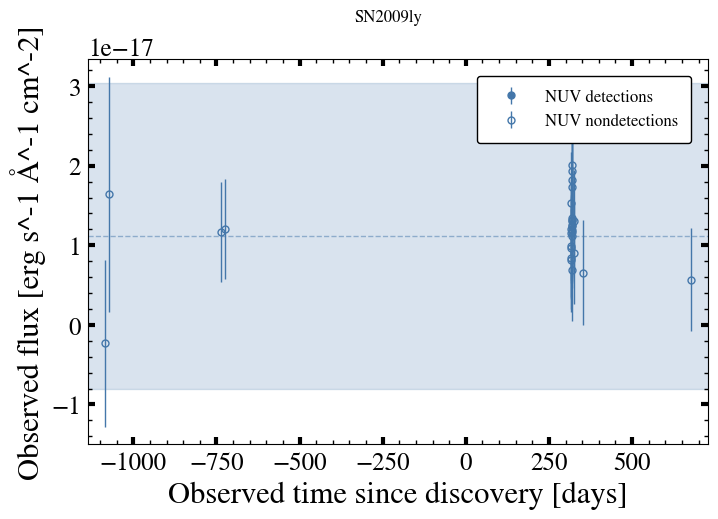 SN2009ly
1e−17
NUV detections
NUV nondetections
3
2
1
0
−1
Observed flux [erg s^-1 Å^-1 cm^-2]
−1000 −750 −500 −250 0 250 500
Observed time since discovery [days]